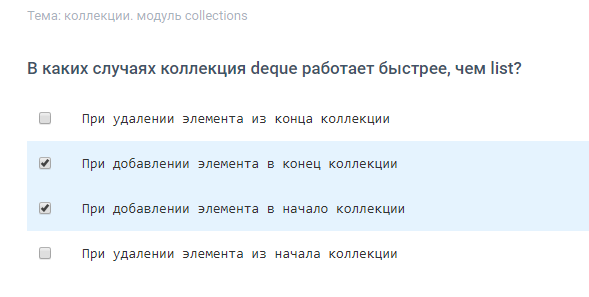 Тема: коллекции. модуль collections
В каких случаях коллекция deque работает быстрее, чем list?
При удалении элемента из конца коллекции
При добавлении элемента в конец коллекции
При добавлении элемента в начало коллекции
При удалении элемента из начала коллекции